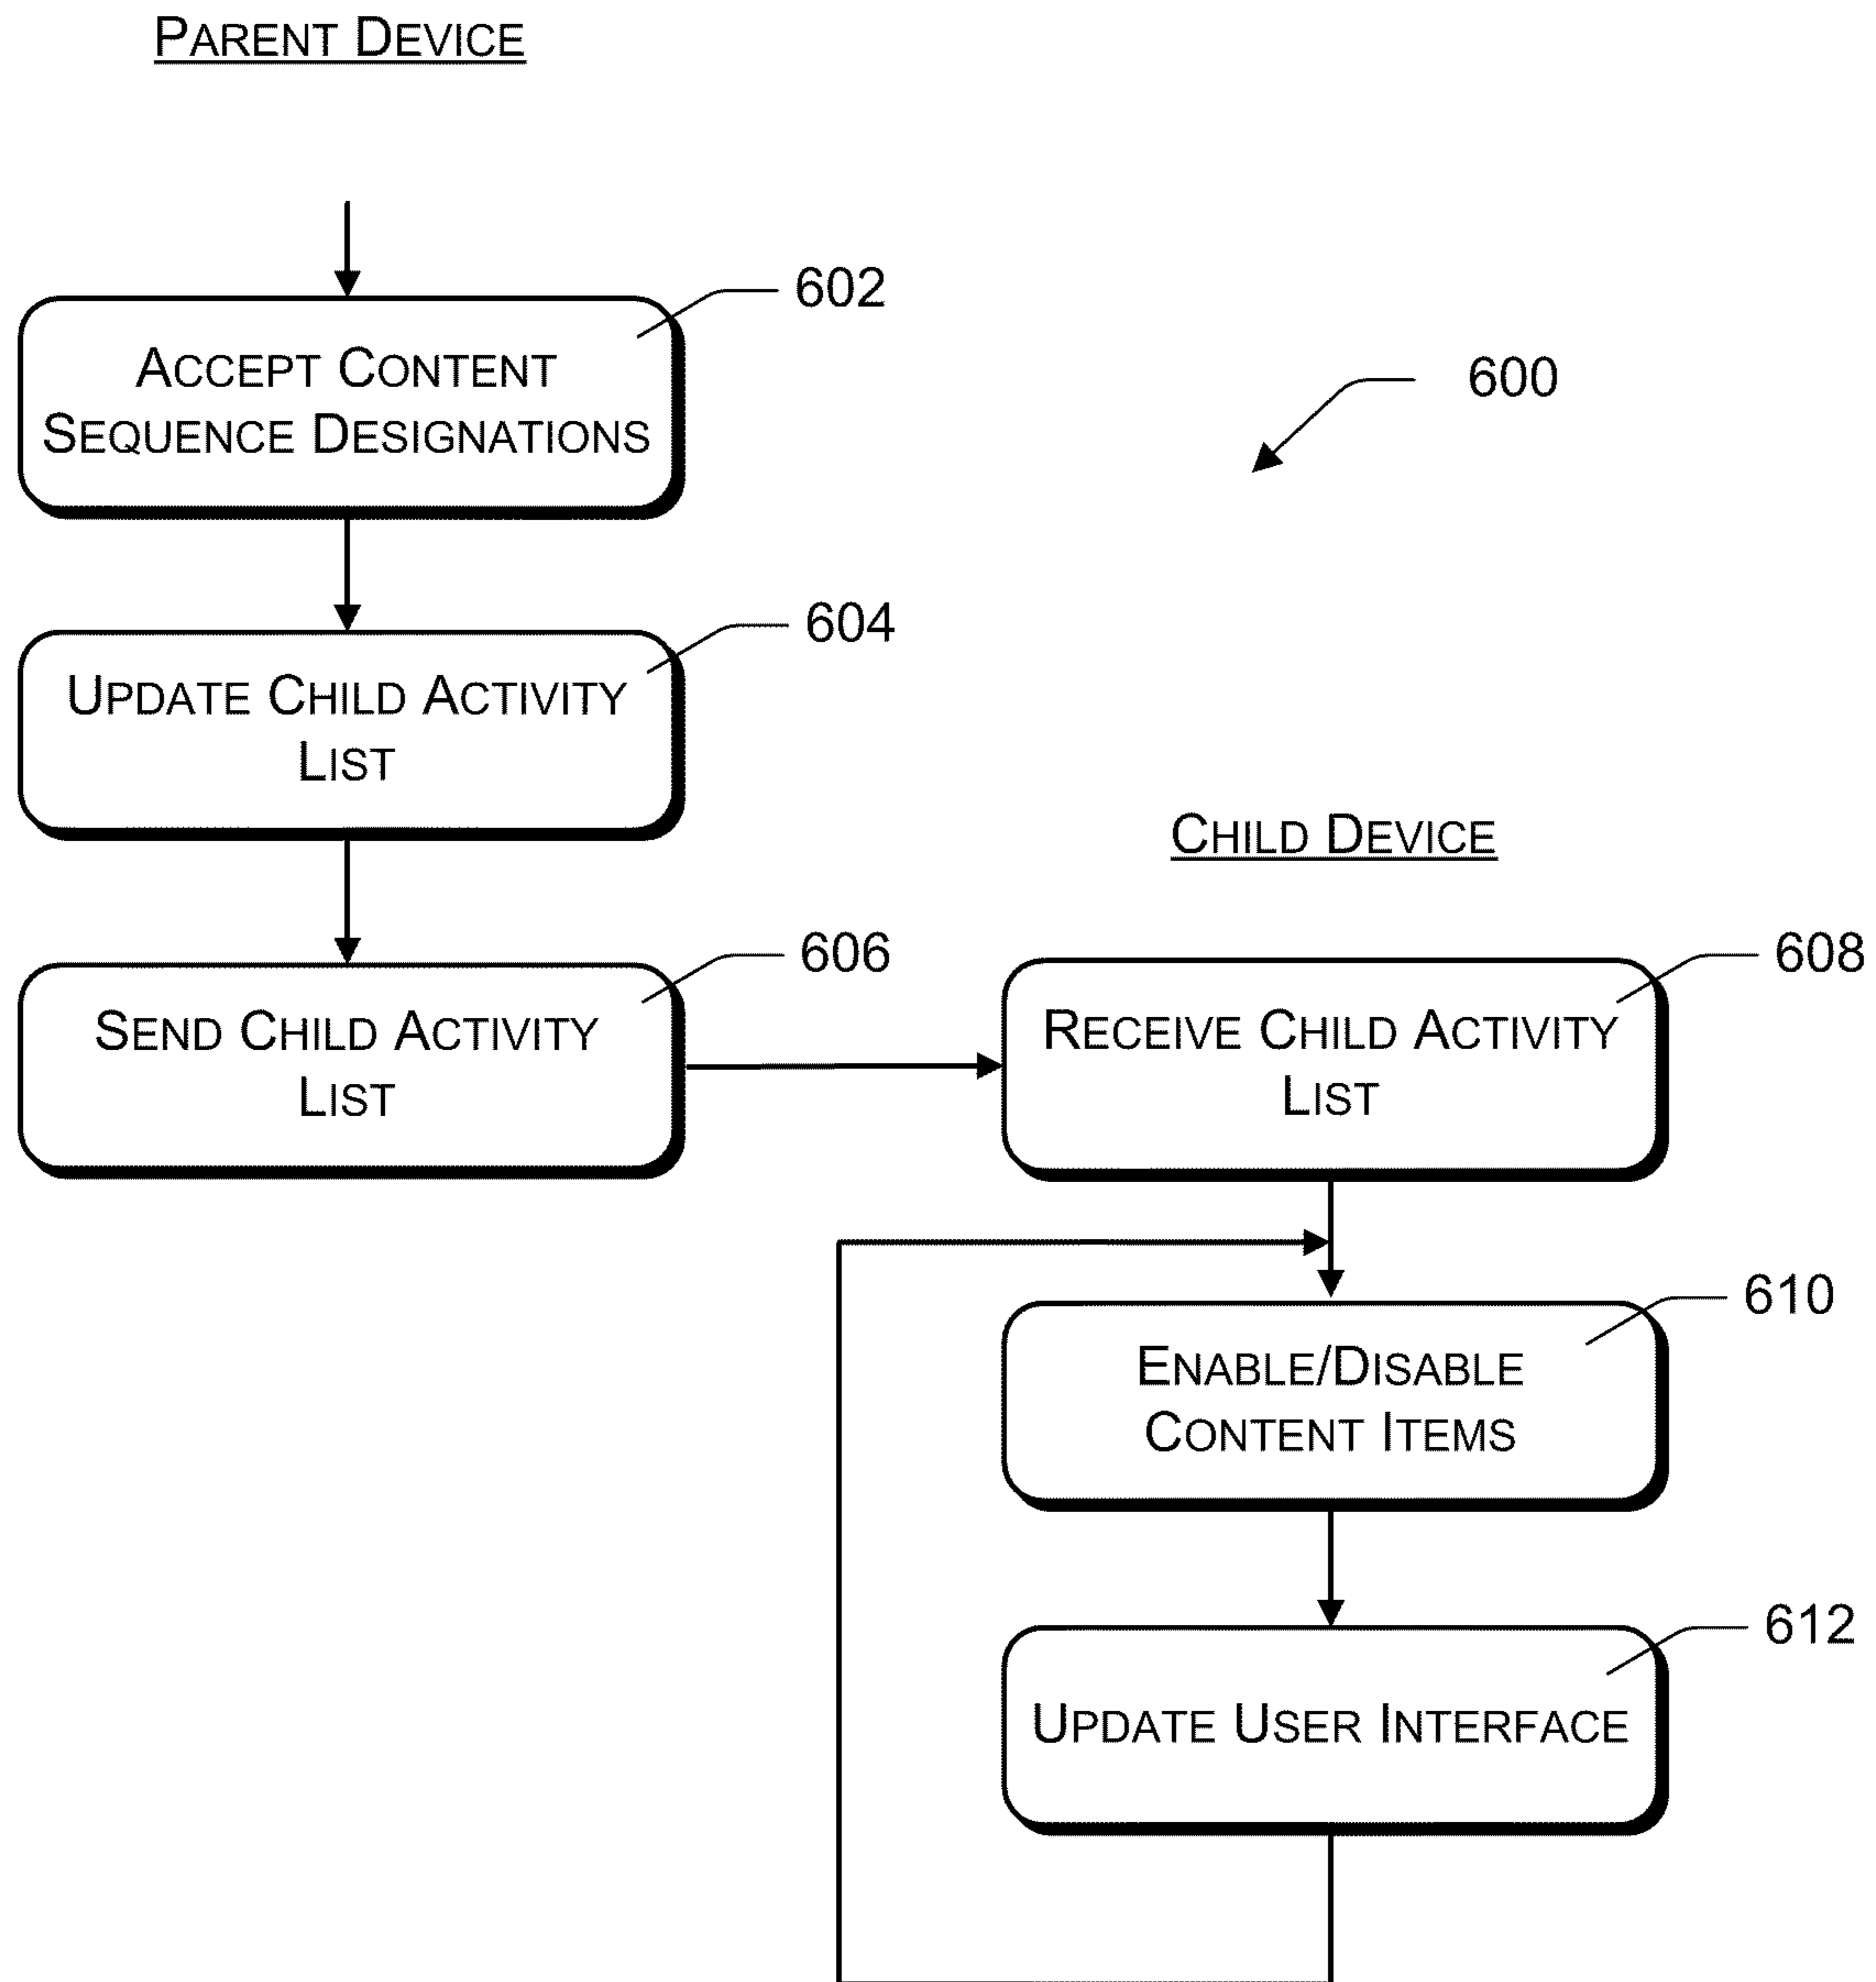 PARENT DEVICE
602
ACCEPT CONTENT
SEQUENCE DESIGNATIONS
600
604
UPDATE CHILD ACTIVITY
LIST
CHILD DEVICE
606
SEND CHILD ACTIVITY
LIST
608
RECEIVE CHILD ACTIVITY
LIST
610
ENABLE/DISABLE
CONTENT ITEMS
612
UPDATE USER INTERFACE